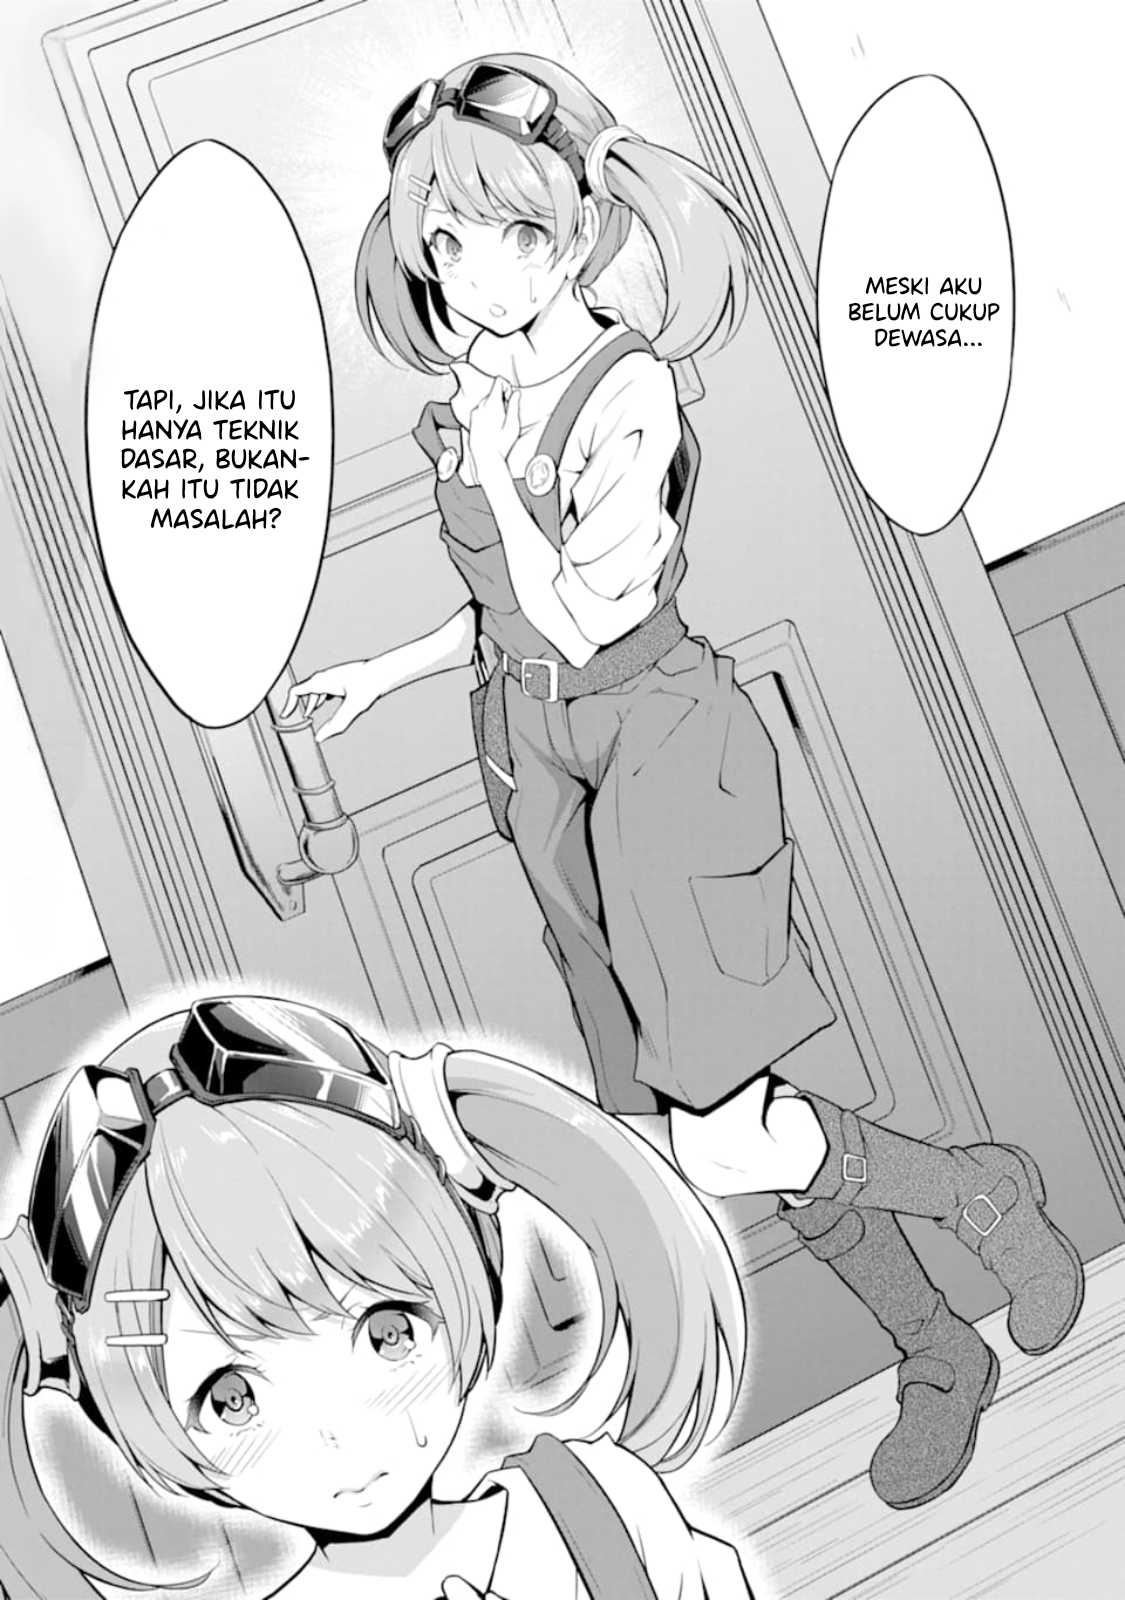 MESKI AKU
BELUM CUKUP
DEWASA...
TAPI, JIKA ITU
HANYA TEKNIK
DASAR, BUKAN-
KAH ITU TIDAK
MASALAH?